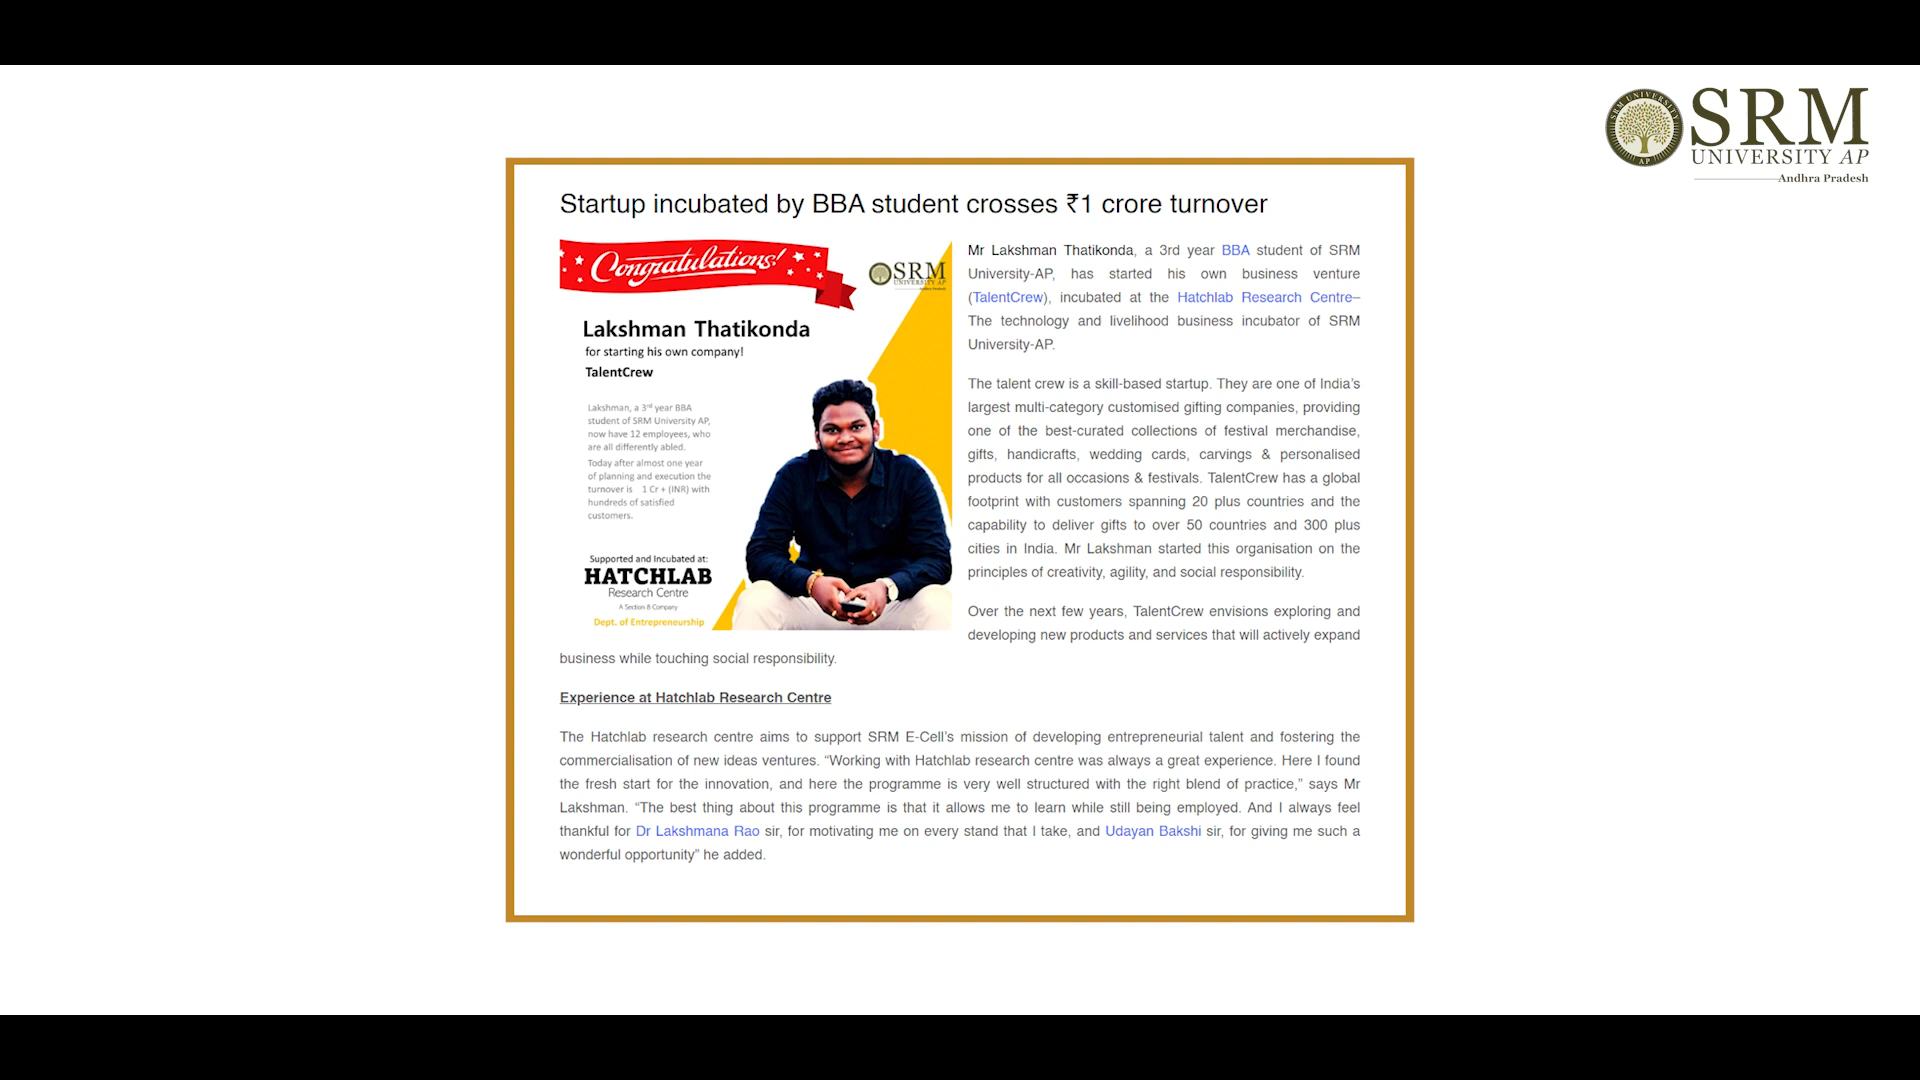 SRM
UNIVERSITY AP
Andhra Pradesh
Startup incubated by BBA student crosses ₹1 crore turnover
Congratulations!
SRM
UNIVERSITY AP
Lakshman Thatikonda
for starting his own company!
TalentCrew
Lakshman, a 3rd year BBA
student of SRM University AP,
now have 12 employees, who
are all differently abled.
Today after almost one year
of planning and execution the
turnover is 1 Cr + (INR) with
hundreds of satisfied
customers.
Supported and Incubated at:
HATCHLAB
Research Centre
A Section 8 Company
Dept. of Entrepreneurship
Mr Lakshman Thatikonda, a 3rd year BBA student of SRM
University-AP, has started his own business venture
(TalentCrew), incubated at the Hatchlab Research Centre–
The technology and livelihood business incubator of SRM
University-AP.
The talent crew is a skill-based startup. They are one of India’s
largest multi-category customised gifting companies, providing
one of the best-curated collections of festival merchandise,
gifts, handicrafts, wedding cards, carvings & personalised
products for all occasions & festivals. TalentCrew has a global
footprint with customers spanning 20 plus countries and the
capability to deliver gifts to over 50 countries and 300 plus
cities in India. Mr Lakshman started this organisation on the
principles of creativity, agility, and social responsibility.
Over the next few years, TalentCrew envisions exploring and
developing new products and services that will actively expand
business while touching social responsibility.
Experience at Hatchlab Research Centre
The Hatchlab research centre aims to support SRM E-Cell’s mission of developing entrepreneurial talent and fostering the
commercialisation of new ideas ventures. “Working with Hatchlab research centre was always a great experience. Here I found
the fresh start for the innovation, and here the programme is very well structured with the right blend of practice,” says Mr
Lakshman. “The best thing about this programme is that it allows me to learn while still being employed. And I always feel
thankful for Dr Lakshmana Rao sir, for motivating me on every stand that I take, and Udayan Bakshi sir, for giving me such a
wonderful opportunity” he added.